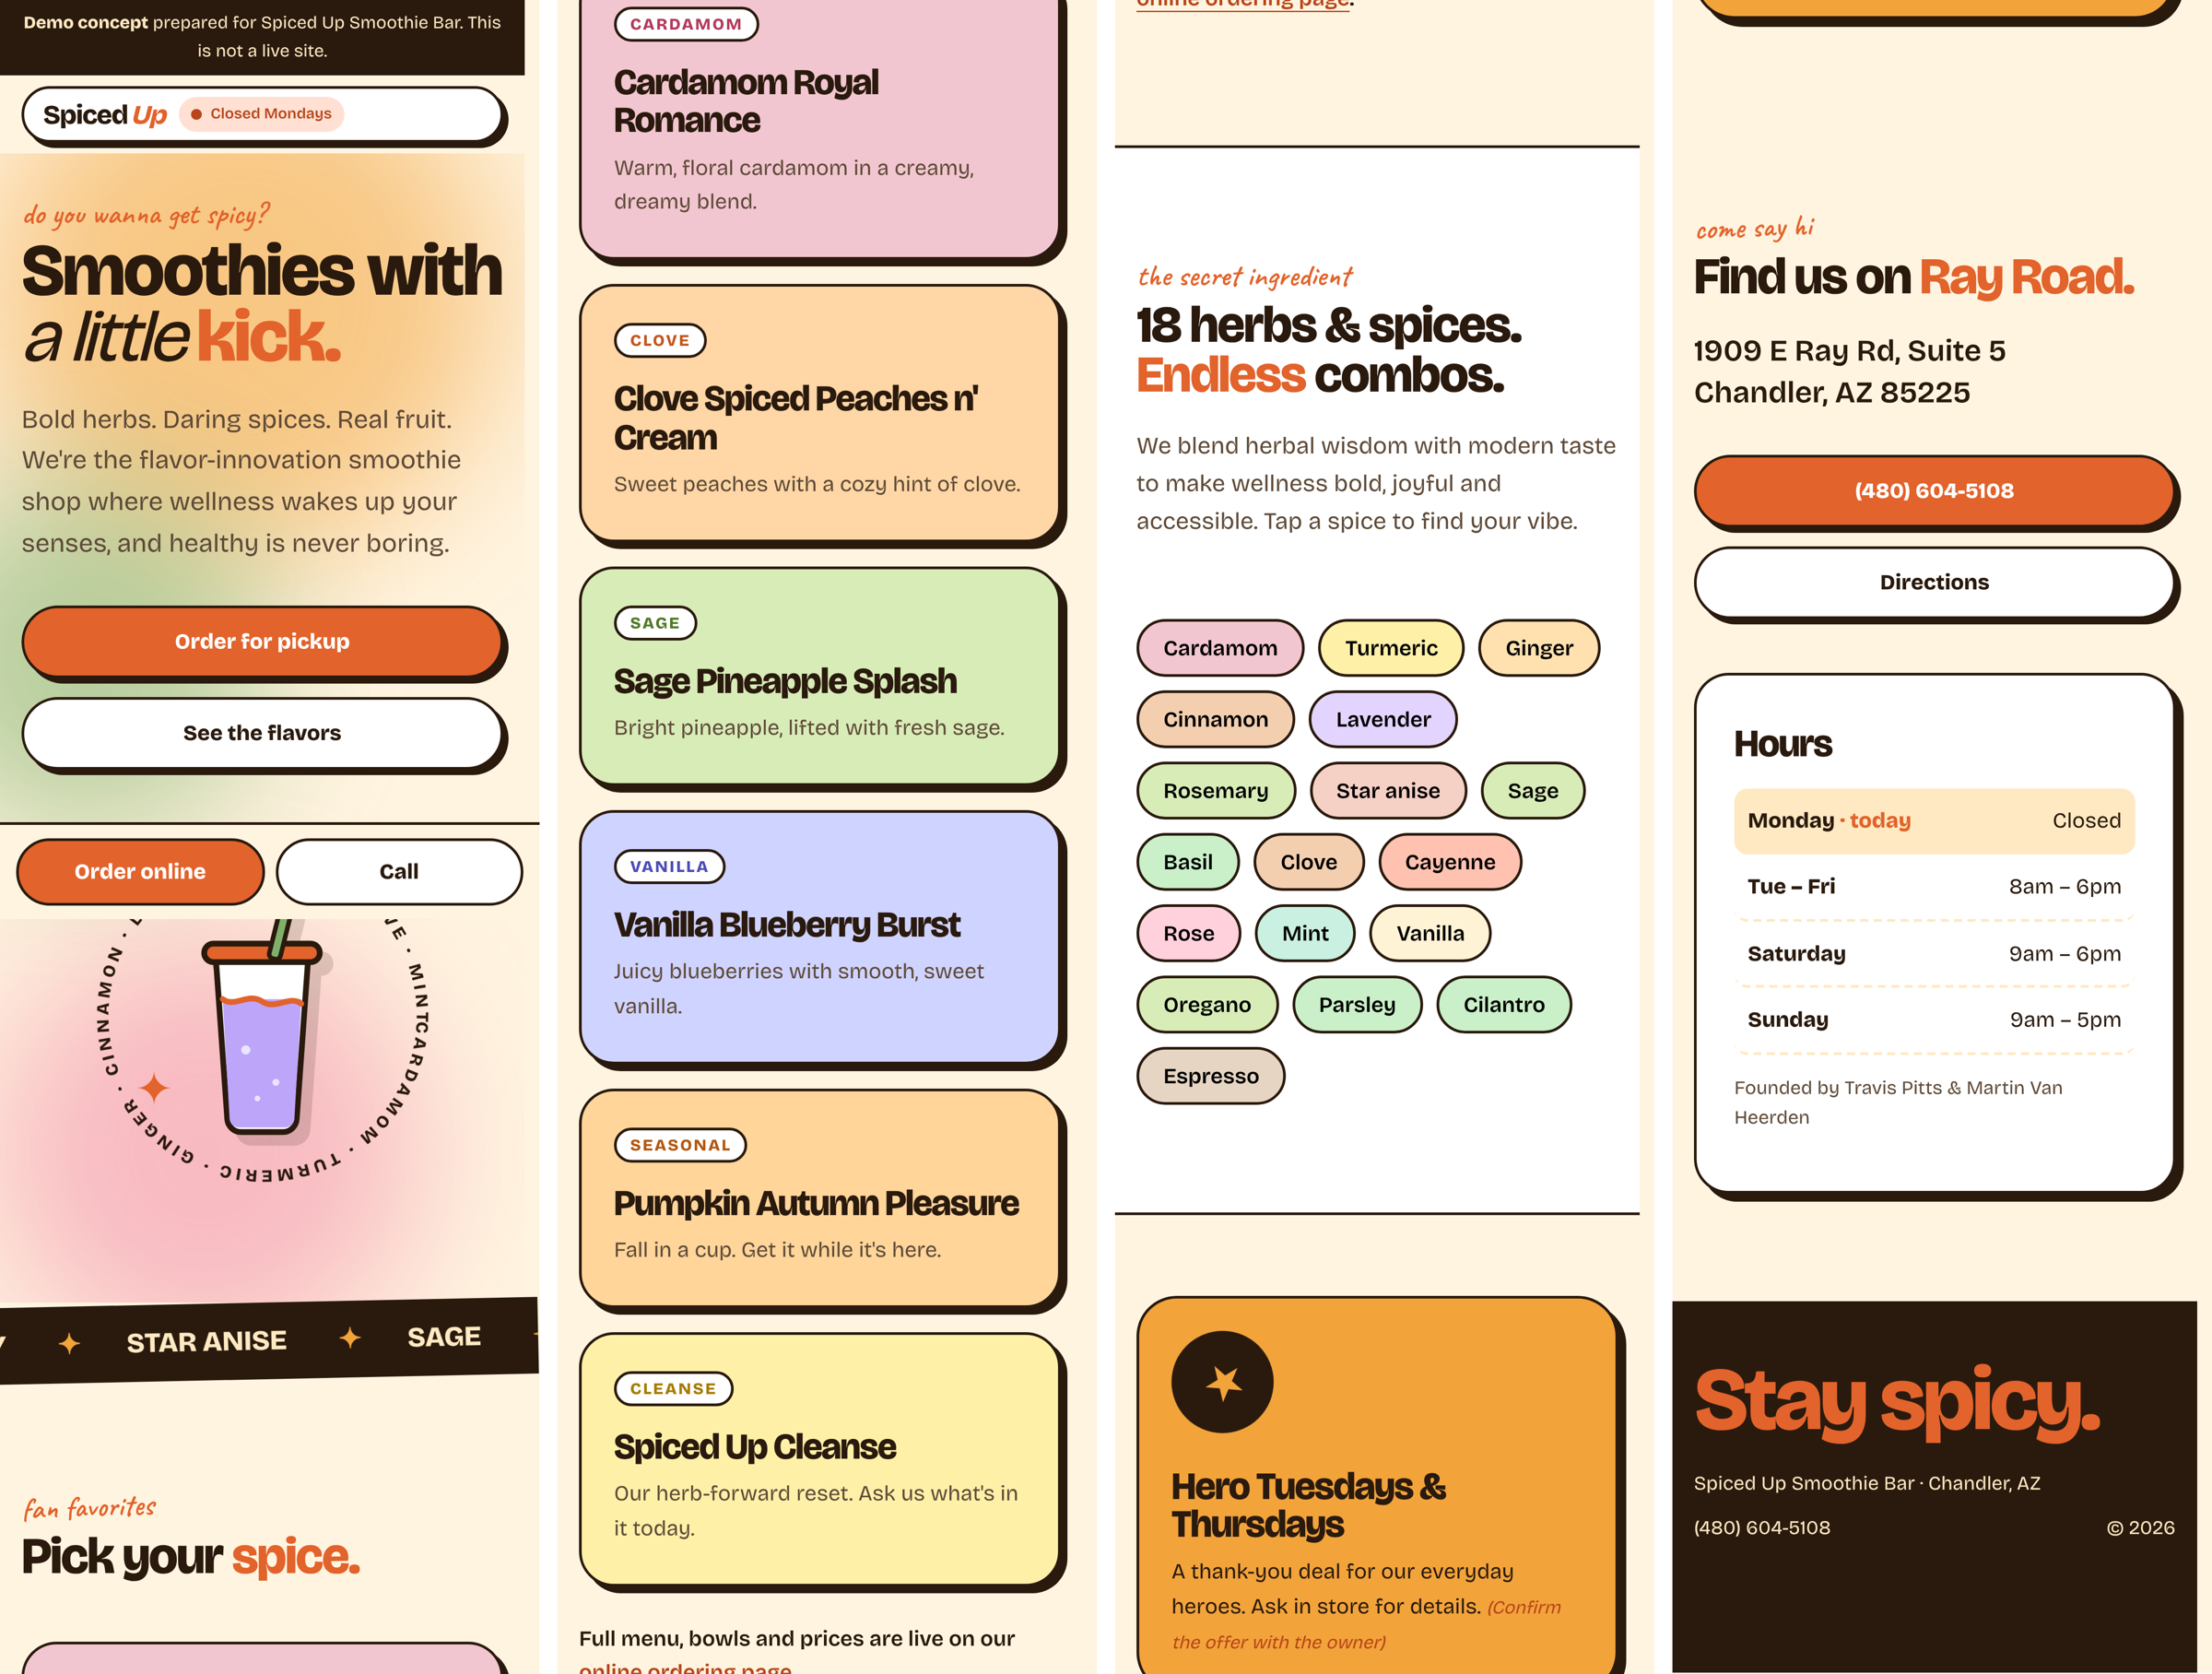 Demo concept prepared for Spiced Up Smoothie Bar. This
is not a live site.
Spiced Up
Closed Mondays
do you wanna get spicy?
Smoothies with
a little kick.
Bold herbs. Daring spices. Real fruit.
We're the flavor-innovation smoothie
shop where wellness wakes up your
senses, and healthy is never boring.
Order for pickup
See the flavors
Order online
Call
CARDAMOM · TURMERIC · GINGER · CINNAMON ·
· MINT
STAR ANISE
SAGE
fan favorites
Pick your spice.
CARDAMOM
Cardamom Royal
Romance
Warm, floral cardamom in a creamy,
dreamy blend.
CLOVE
Clove Spiced Peaches n'
Cream
Sweet peaches with a cozy hint of clove.
SAGE
Sage Pineapple Splash
Bright pineapple, lifted with fresh sage.
VANILLA
Vanilla Blueberry Burst
Juicy blueberries with smooth, sweet
vanilla.
SEASONAL
Pumpkin Autumn Pleasure
Fall in a cup. Get it while it's here.
CLEANSE
Spiced Up Cleanse
Our herb-forward reset. Ask us what's in
it today.
Full menu, bowls and prices are live on our
online ordering page
online ordering page.
the secret ingredient
18 herbs & spices.
Endless combos.
We blend herbal wisdom with modern taste
to make wellness bold, joyful and
accessible. Tap a spice to find your vibe.
Cardamom
Turmeric
Ginger
Cinnamon
Lavender
Rosemary
Star anise
Sage
Basil
Clove
Cayenne
Rose
Mint
Vanilla
Oregano
Parsley
Cilantro
Espresso
Hero Tuesdays &
Thursdays
A thank-you deal for our everyday
heroes. Ask in store for details. (Confirm
the offer with the owner)
come say hi
Find us on Ray Road.
1909 E Ray Rd, Suite 5
Chandler, AZ 85225
(480) 604-5108
Directions
Hours
Monday · today Closed
Tue – Fri 8am – 6pm
Saturday 9am – 6pm
Sunday 9am – 5pm
Founded by Travis Pitts & Martin Van
Heerden
Stay spicy.
Spiced Up Smoothie Bar · Chandler, AZ
(480) 604-5108 © 2026